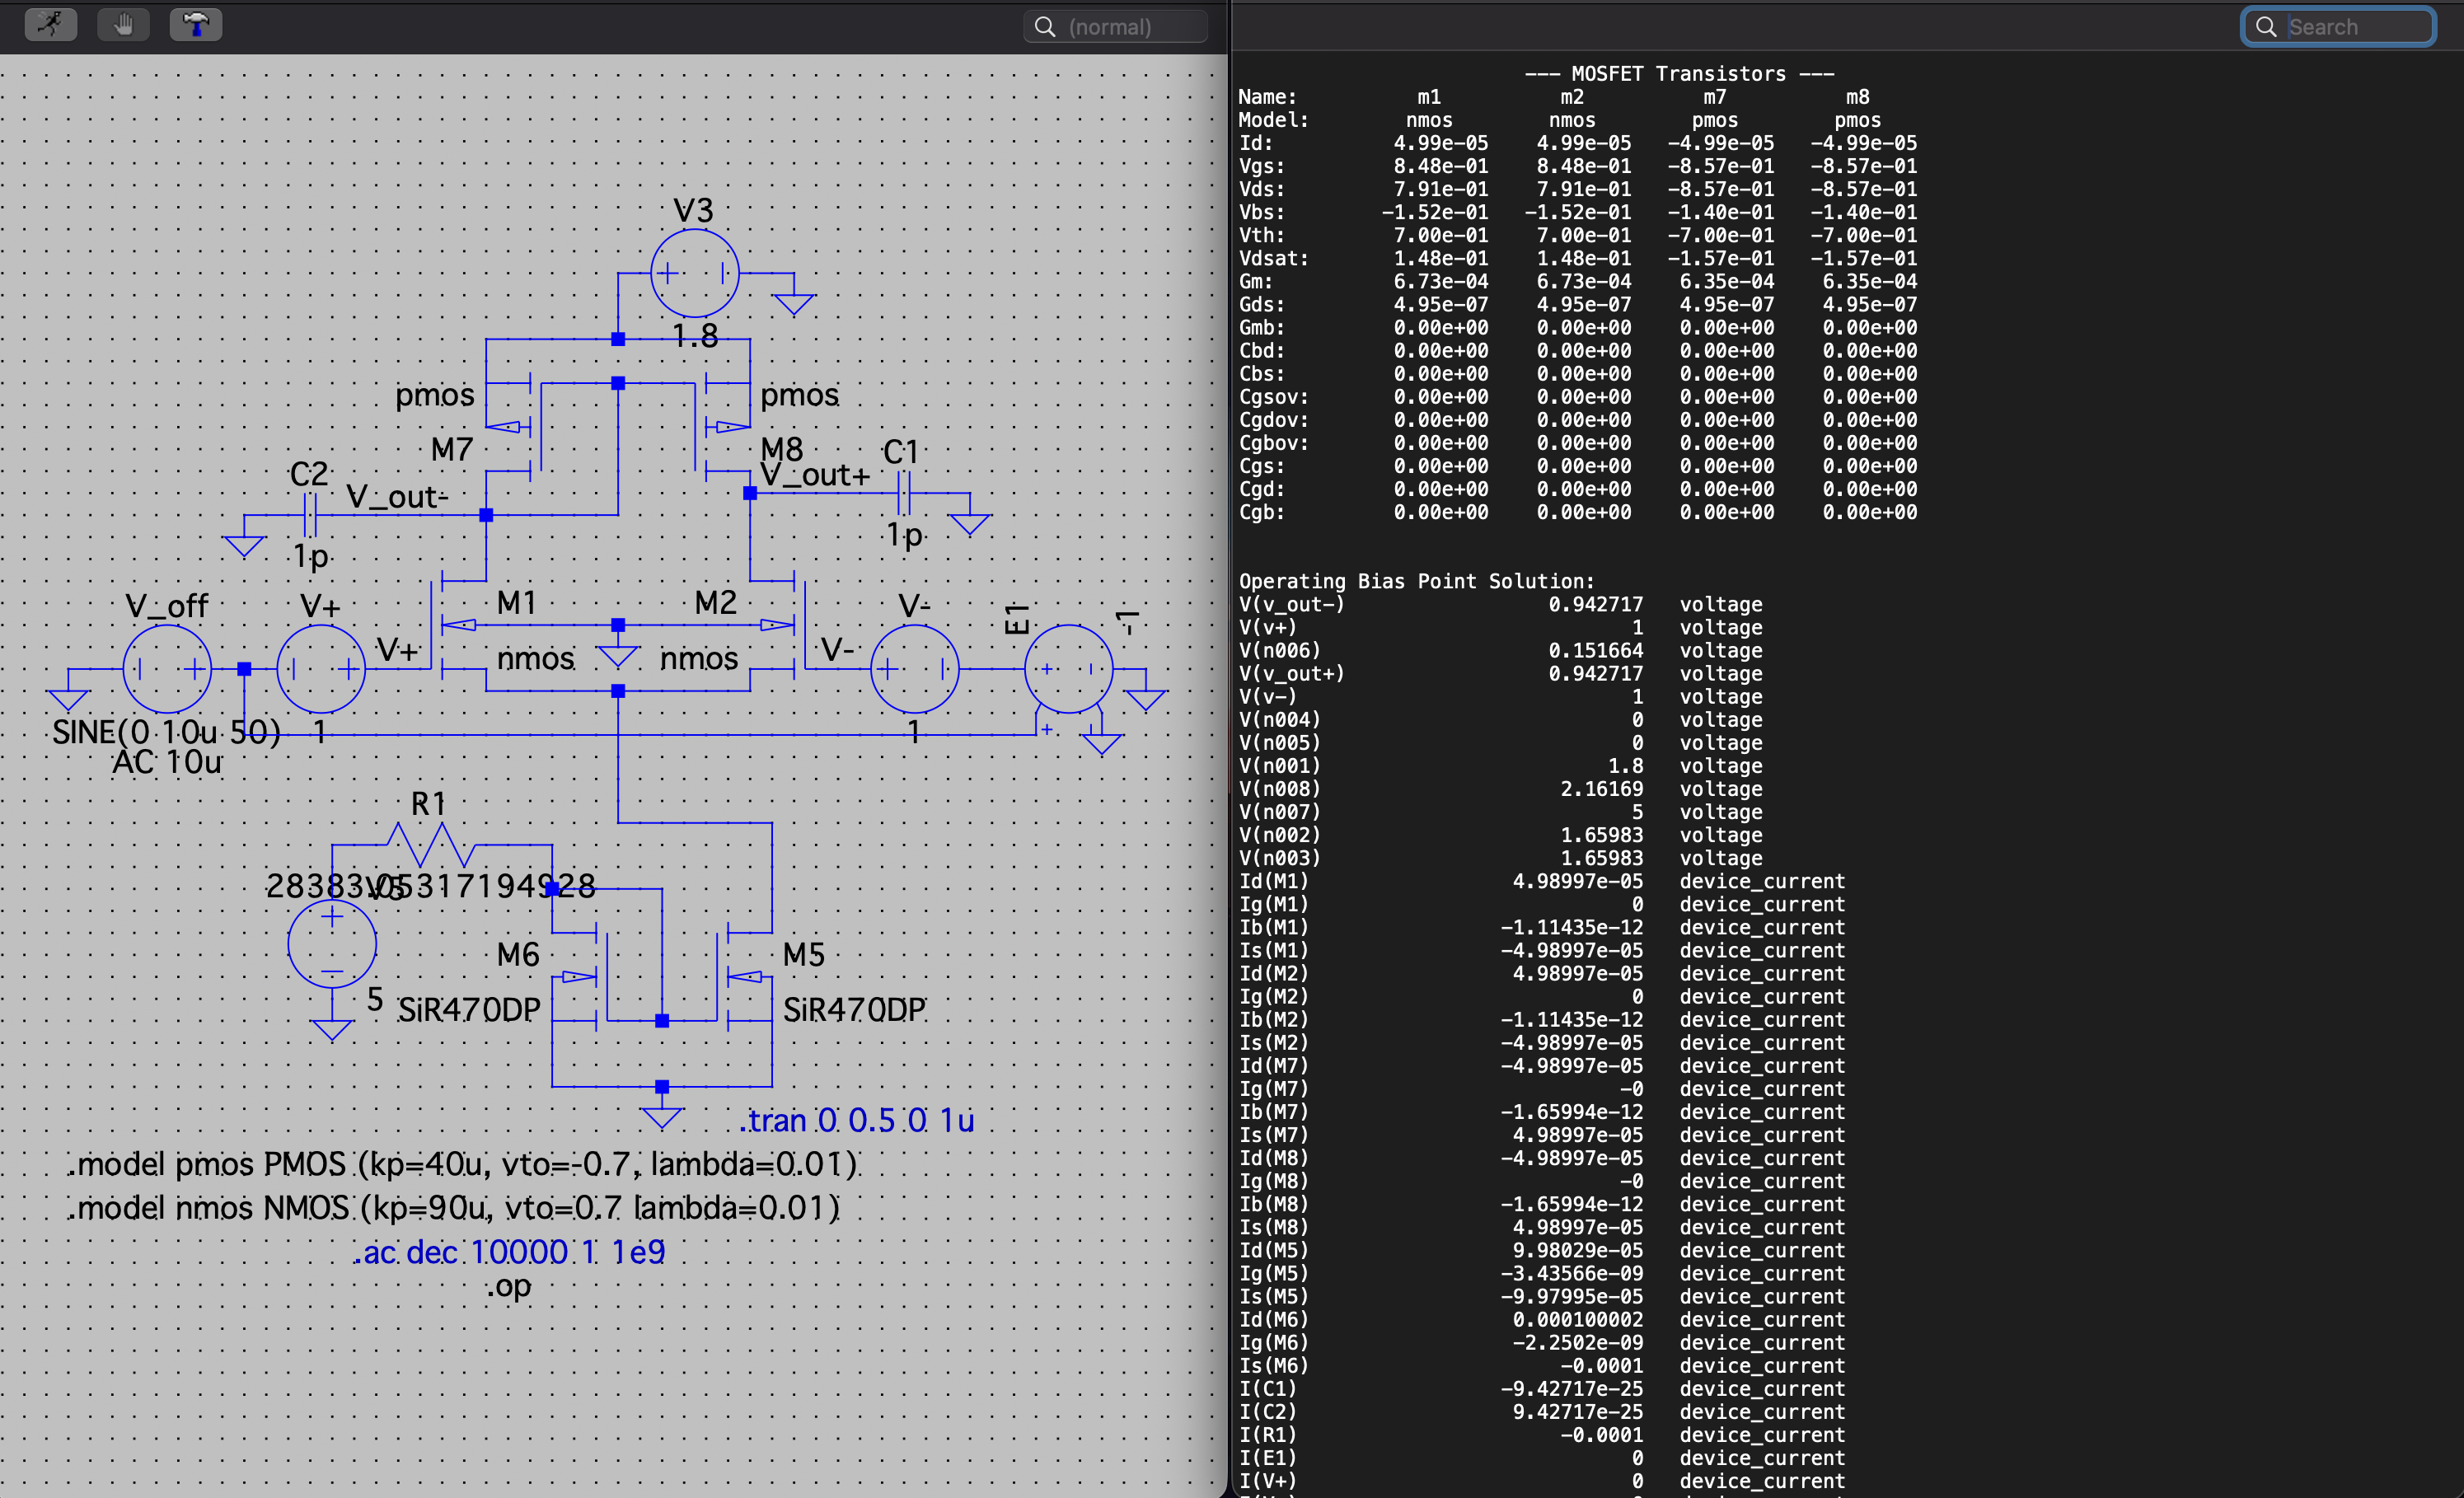 (normal)
V3
1.8
pmos
pmos
M7
M8
C1
C2
V_out-
V_out+
1p
1p
V_off
V+
M1
M2
V-
E1
-1
V+
V-
nmos
nmos
SINE(0 10u 50)
1
1
AC 10u
R1
28383.05317194928
V5
M6
M5
5
SiR470DP
SiR470DP
.tran 0 0.5 0 1u
.model pmos PMOS (kp=40u, vto=-0.7, lambda=0.01)
.model nmos NMOS (kp=90u, vto=0.7 lambda=0.01)
.ac dec 10000 1 1e9
.op
Search
--- MOSFET Transistors ---
Name: m1 m2 m7 m8
Model: nmos nmos pmos pmos
Id: 4.99e-05 4.99e-05 -4.99e-05 -4.99e-05
Vgs: 8.48e-01 8.48e-01 -8.57e-01 -8.57e-01
Vds: 7.91e-01 7.91e-01 -8.57e-01 -8.57e-01
Vbs: -1.52e-01 -1.52e-01 -1.40e-01 -1.40e-01
Vth: 7.00e-01 7.00e-01 -7.00e-01 -7.00e-01
Vdsat: 1.48e-01 1.48e-01 -1.57e-01 -1.57e-01
Gm: 6.73e-04 6.73e-04 6.35e-04 6.35e-04
Gds: 4.95e-07 4.95e-07 4.95e-07 4.95e-07
Gmb: 0.00e+00 0.00e+00 0.00e+00 0.00e+00
Cbd: 0.00e+00 0.00e+00 0.00e+00 0.00e+00
Cbs: 0.00e+00 0.00e+00 0.00e+00 0.00e+00
Cgsov: 0.00e+00 0.00e+00 0.00e+00 0.00e+00
Cgdov: 0.00e+00 0.00e+00 0.00e+00 0.00e+00
Cgbov: 0.00e+00 0.00e+00 0.00e+00 0.00e+00
Cgs: 0.00e+00 0.00e+00 0.00e+00 0.00e+00
Cgd: 0.00e+00 0.00e+00 0.00e+00 0.00e+00
Cgb: 0.00e+00 0.00e+00 0.00e+00 0.00e+00
Operating Bias Point Solution:
V(v_out-) 0.942717 voltage
V(v+) 1 voltage
V(n006) 0.151664 voltage
V(v_out+) 0.942717 voltage
V(v-) 1 voltage
V(n004) 0 voltage
V(n005) 0 voltage
V(n001) 1.8 voltage
V(n008) 2.16169 voltage
V(n007) 5 voltage
V(n002) 1.65983 voltage
V(n003) 1.65983 voltage
Id(M1) 4.98997e-05 device_current
Ig(M1) 0 device_current
Ib(M1) -1.11435e-12 device_current
Is(M1) -4.98997e-05 device_current
Id(M2) 4.98997e-05 device_current
Ig(M2) 0 device_current
Ib(M2) -1.11435e-12 device_current
Is(M2) -4.98997e-05 device_current
Id(M7) -4.98997e-05 device_current
Ig(M7) -0 device_current
Ib(M7) -1.65994e-12 device_current
Is(M7) 4.98997e-05 device_current
Id(M8) -4.98997e-05 device_current
Ig(M8) -0 device_current
Ib(M8) -1.65994e-12 device_current
Is(M8) 4.98997e-05 device_current
Id(M5) 9.98029e-05 device_current
Ig(M5) -3.43566e-09 device_current
Is(M5) -9.97995e-05 device_current
Id(M6) 0.000100002 device_current
Ig(M6) -2.2502e-09 device_current
Is(M6) -0.0001 device_current
I(C1) -9.42717e-25 device_current
I(C2) 9.42717e-25 device_current
I(R1) -0.0001 device_current
I(E1) 0 device_current
I(V+) 0 device_current